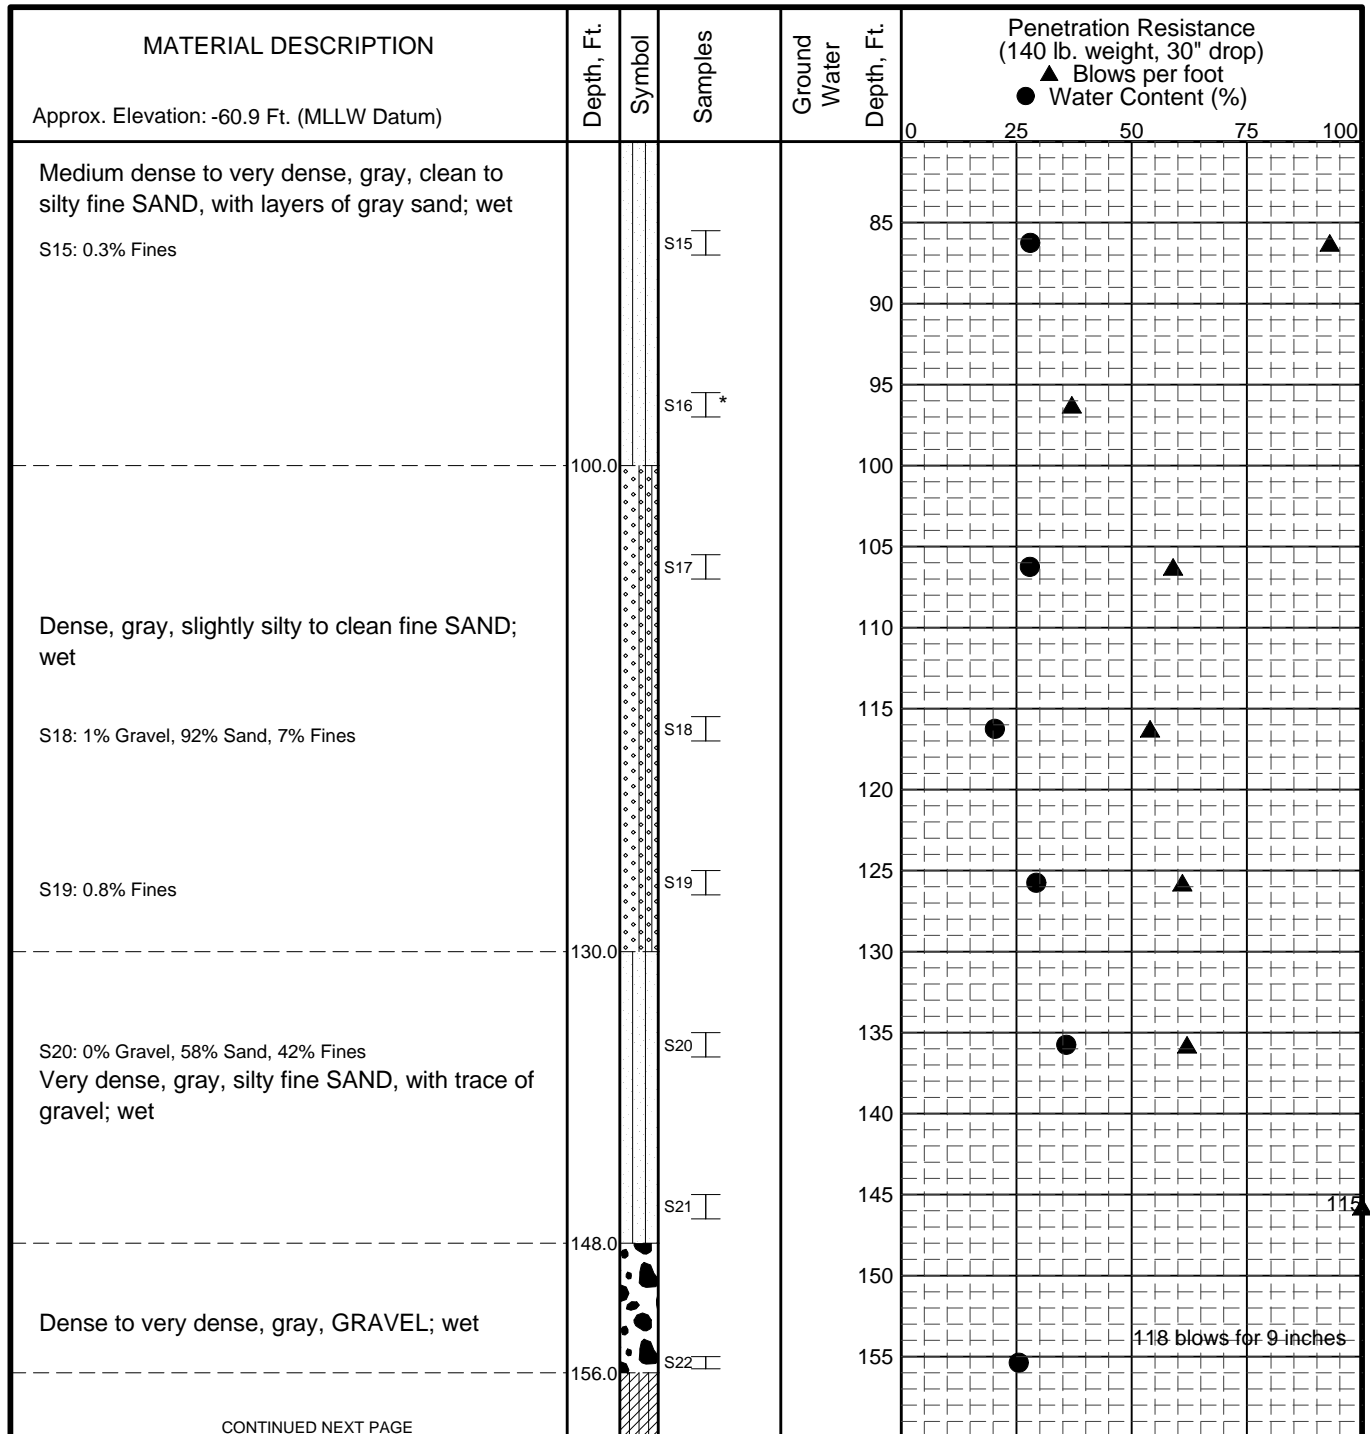 MATERIAL DESCRIPTION
Approx. Elevation: -60.9 Ft. (MLLW Datum)
Depth, Ft.
Symbol
Samples
Ground
Water
Depth, Ft.
Penetration Resistance
(140 lb. weight, 30" drop)
▲ Blows per foot
● Water Content (%)
0 25 50 75 100
Medium dense to very dense, gray, clean to
silty fine SAND, with layers of gray sand; wet
85
S15: 0.3% Fines
S15
90
95
S16 *
100.0
100
105
S17
Dense, gray, slightly silty to clean fine SAND;
wet
110
115
S18: 1% Gravel, 92% Sand, 7% Fines
S18
120
125
S19: 0.8% Fines
S19
130.0
130
135
S20: 0% Gravel, 58% Sand, 42% Fines
S20
Very dense, gray, silty fine SAND, with trace of
gravel; wet
140
145
S21
115
148.0
150
Dense to very dense, gray, GRAVEL; wet
118 blows for 9 inches
155
S22
156.0
CONTINUED NEXT PAGE